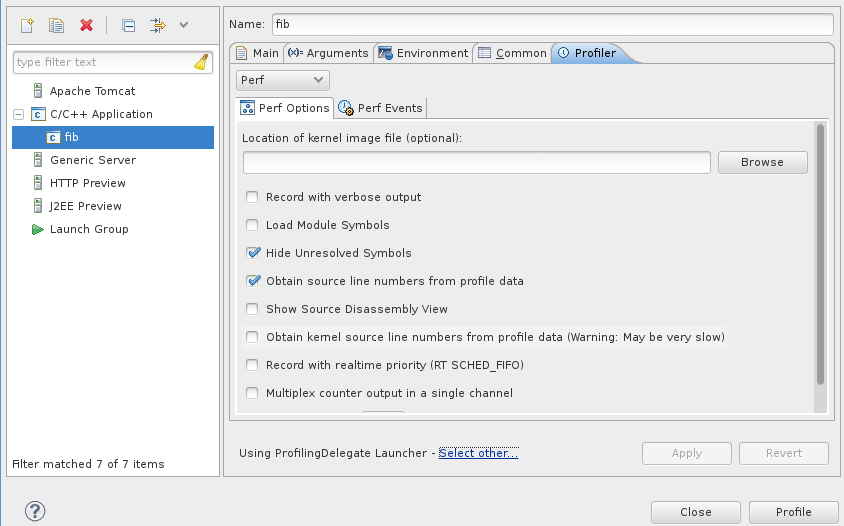 Name: fib
Main Arguments Environment Common Profiler
type filter text
Perf
Apache Tomcat
C/C++ Application
fib
Generic Server
HTTP Preview
J2EE Preview
Launch Group
Filter matched 7 of 7 items
Perf Options Perf Events
Location of kernel image file (optional):
Browse
Record with verbose output
Load Module Symbols
Hide Unresolved Symbols
Obtain source line numbers from profile data
Show Source Disassembly View
Obtain kernel source line numbers from profile data (Warning: May be very slow)
Record with realtime priority (RT SCHED_FIFO)
Multiplex counter output in a single channel
Using ProfilingDelegate Launcher - Select other...
Apply Revert
Close Profile